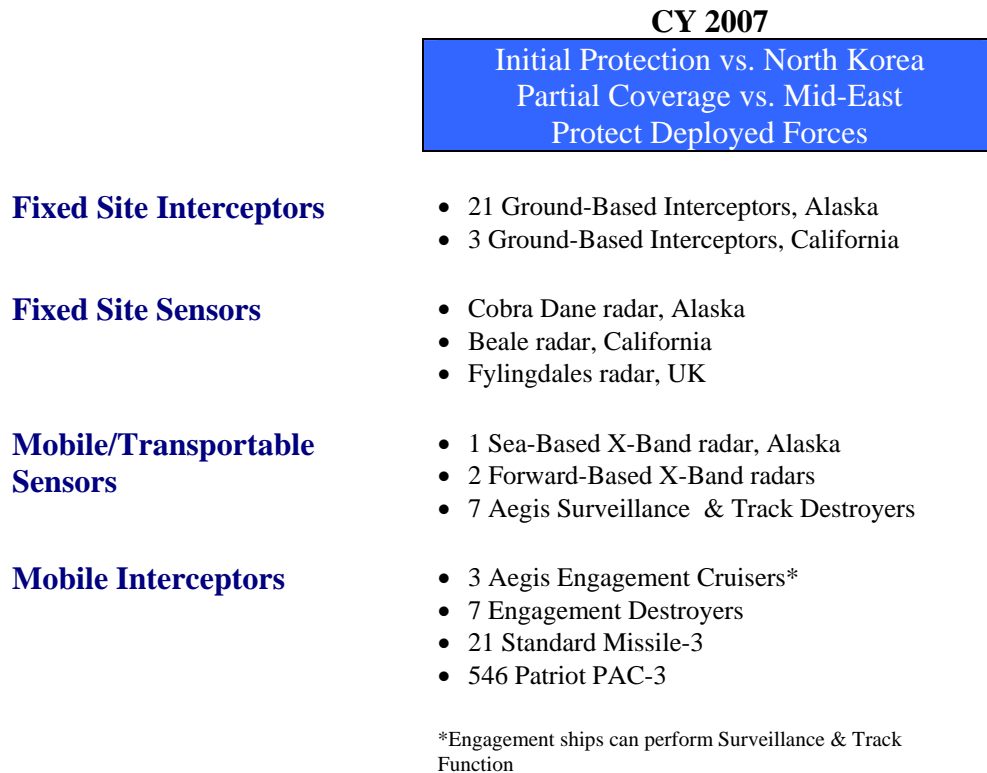 CY 2007
Initial Protection vs. North Korea
Partial Coverage vs. Mid-East
Protect Deployed Forces
Fixed Site Interceptors
• 21 Ground-Based Interceptors, Alaska
• 3 Ground-Based Interceptors, California
Fixed Site Sensors
• Cobra Dane radar, Alaska
• Beale radar, California
• Fylingdales radar, UK
Mobile/Transportable
Sensors
• 1 Sea-Based X-Band radar, Alaska
• 2 Forward-Based X-Band radars
• 7 Aegis Surveillance & Track Destroyers
Mobile Interceptors
• 3 Aegis Engagement Cruisers*
• 7 Engagement Destroyers
• 21 Standard Missile-3
• 546 Patriot PAC-3
*Engagement ships can perform Surveillance & Track
Function